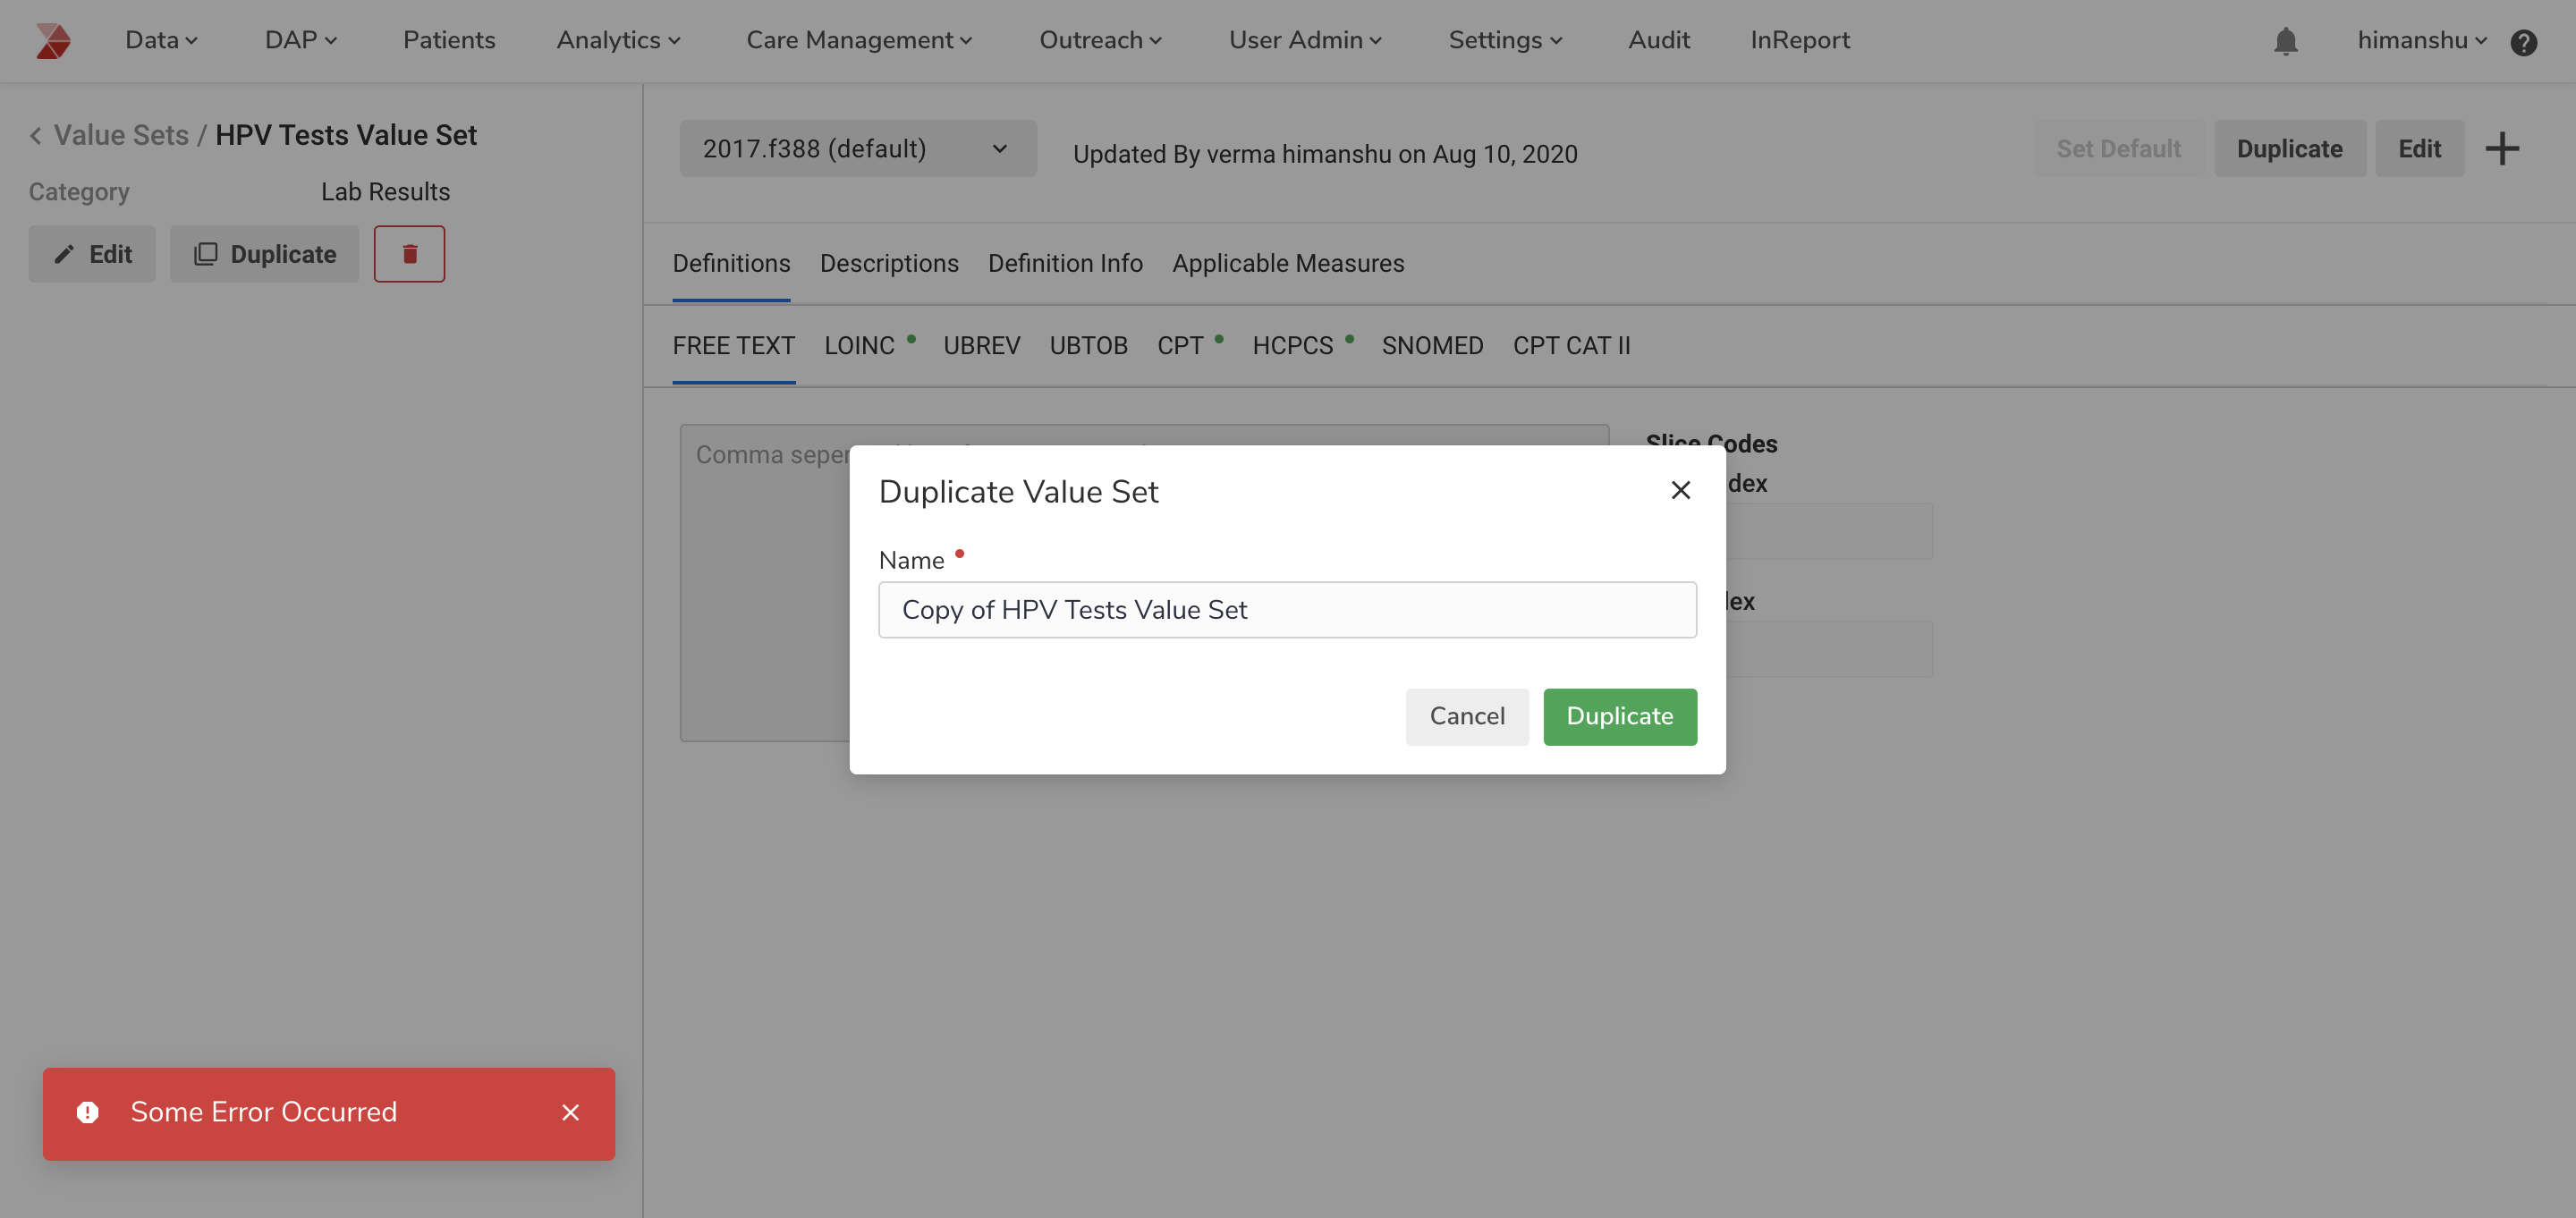 Data DAP Patients Analytics Care Management Outreach User Admin Settings Audit InReport himanshu
Value Sets / HPV Tests Value Set
Category Lab Results
Edit Duplicate
2017.f388 (default) Updated By verma himanshu on Aug 10, 2020 Set Default Duplicate Edit
Definitions Descriptions Definition Info Applicable Measures
FREE TEXT LOINC UBREV UBTOB CPT HCPCS SNOMED CPT CAT II
Comma
Slice Codes
Duplicate Value Set
Name
Copy of HPV Tests Value Set
Cancel Duplicate
Some Error Occurred